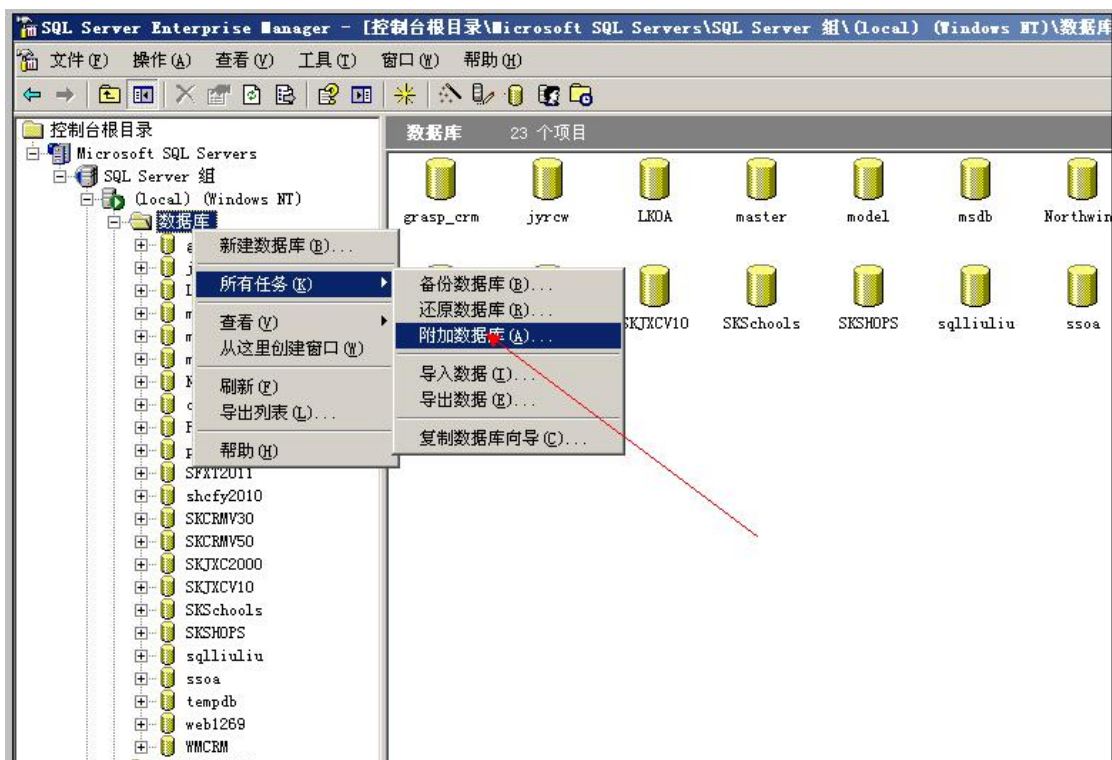 SQL Server Enterprise Manager - [控制台根目录\Microsoft SQL Servers\SQL Server 组\(Local) (Windows NT)\数据库
文件(F) 操作(A) 查看(V) 工具(T) 窗口(W) 帮助(H)
控制台根目录
Microsoft SQL Servers
SQL Server 组
(Local) (Windows NT)
数据库
新建数据库(B)...
所有任务(K)
查看(V)
从这里创建窗口(W)
刷新(F)
导出列表(L)...
帮助(H)
备份数据库(B)...
还原数据库(R)...
附加数据库(A)...
导入数据(I)...
导出数据(E)...
复制数据库向导(C)...
SFXT2011
shcfy2010
SKCRMV30
SKCRMV50
SKJXC2000
SKJXCV10
SKSchools
SKSHOPS
sqlliuliu
ssoa
tempdb
web1269
WMCRM
数据库 23 个项目
grasp_crm jyrcw LKOA master model msdb Northwin
SKJXCV10 SKSchools SKSHOPS sqlliuliu ssoa